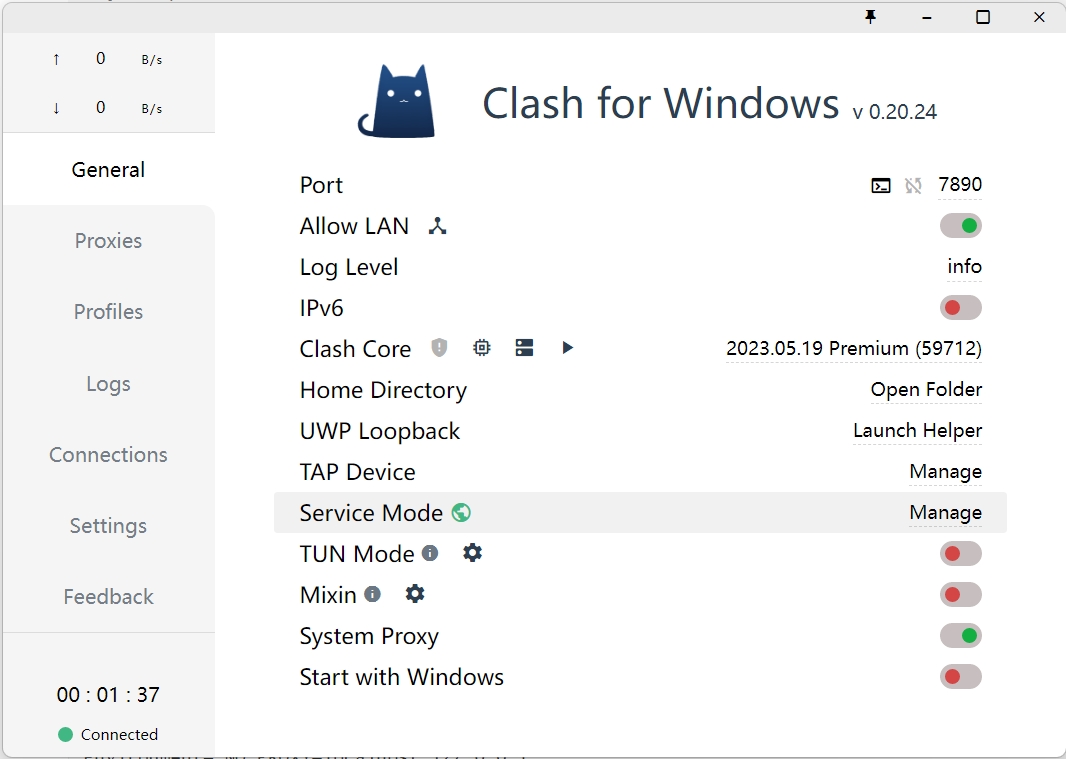 ↑ 0 B/s
↓ 0 B/s
General
Proxies
Profiles
Logs
Connections
Settings
Feedback
00 : 01 : 37
Connected
Clash for Windows v 0.20.24
Port 7890
Allow LAN
Log Level info
IPv6
Clash Core 2023.05.19 Premium (59712)
Home Directory Open Folder
UWP Loopback Launch Helper
TAP Device Manage
Service Mode Manage
TUN Mode
Mixin
System Proxy
Start with Windows